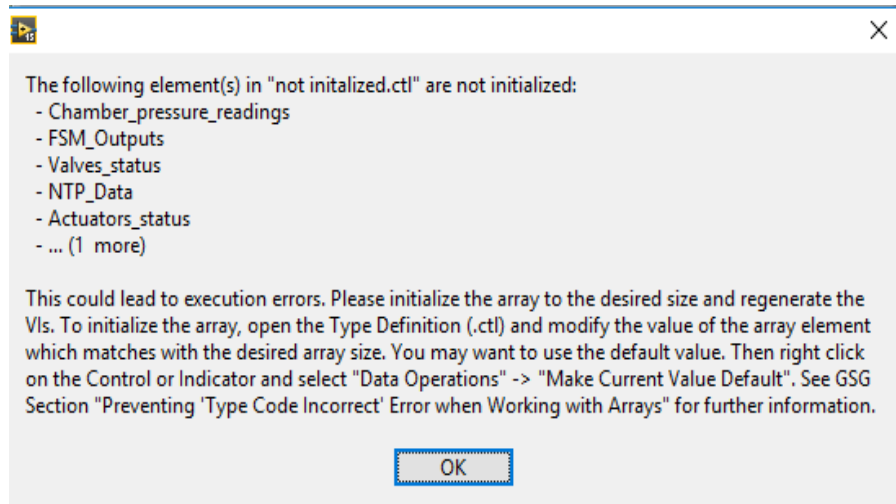 15
The following element(s) in "not initalized.ctl" are not initialized:
- Chamber_pressure_readings
- FSM_Outputs
- Valves_status
- NTP_Data
- Actuators_status
- ... (1 more)
This could lead to execution errors. Please initialize the array to the desired size and regenerate the
VIs. To initialize the array, open the Type Definition (.ctl) and modify the value of the array element
which matches with the desired array size. You may want to use the default value. Then right click
on the Control or Indicator and select "Data Operations" -> "Make Current Value Default". See GSG
Section "Preventing 'Type Code Incorrect' Error when Working with Arrays" for further information.
OK